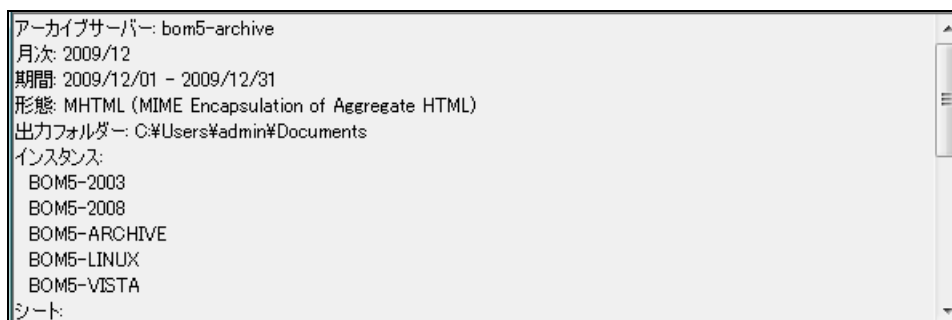 アーカイブサーバー: bom5-archive
月次: 2009/12
期間: 2009/12/01 - 2009/12/31
形態: MHTML (MIME Encapsulation of Aggregate HTML)
出力フォルダー: C:¥Users¥admin¥Documents
インスタンス:
BOM5-2003
BOM5-2008
BOM5-ARCHIVE
BOM5-LINUX
BOM5-VISTA
シート: